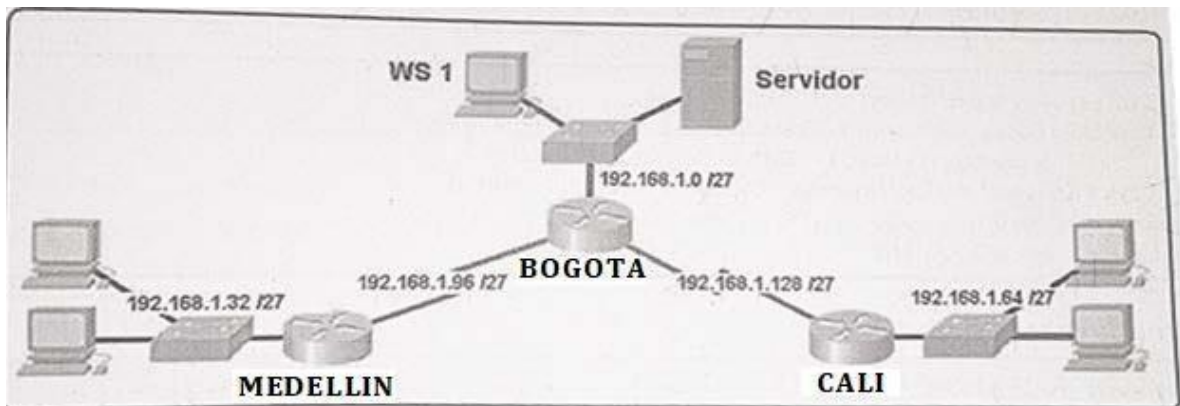 WS 1
Servidor
192.168.1.0 /27
BOGOTA
192.168.1.96 /27
192.168.1.128 /27
192.168.1.32 /27
192.168.1.64 /27
MEDELLIN
CALI